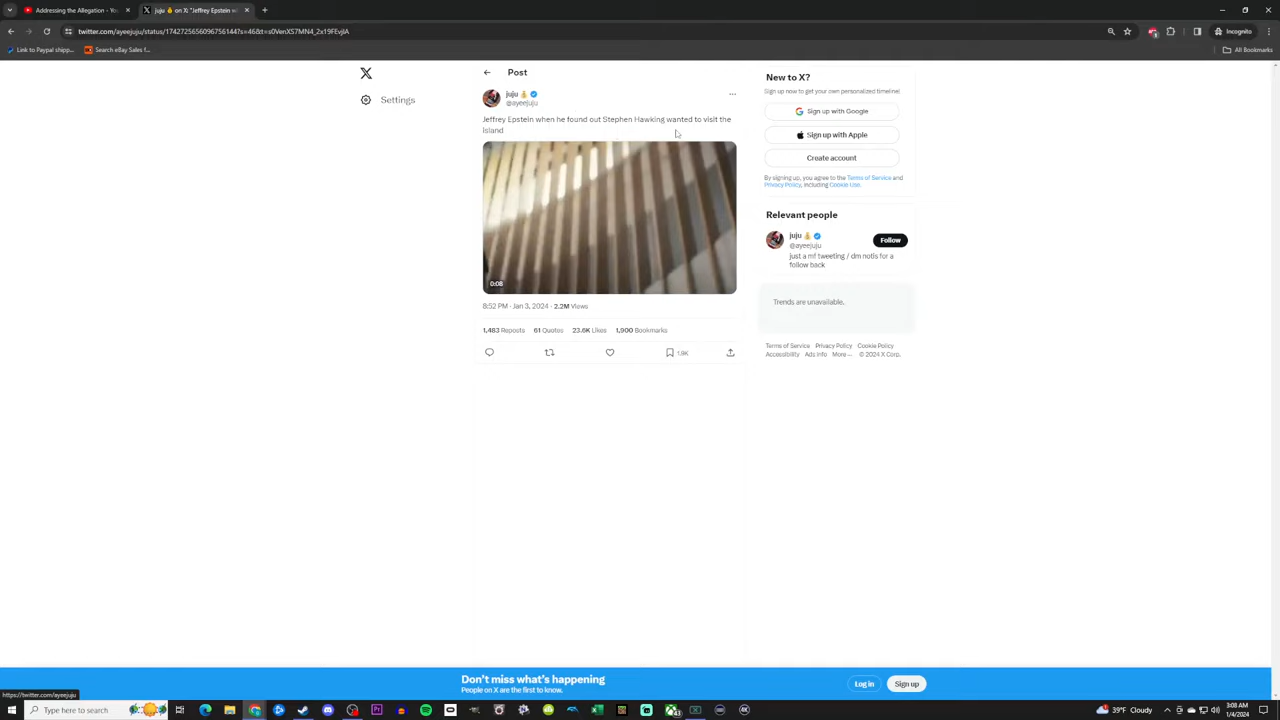 Addressing the Allegation - You
juju on X: "Jeffrey Epstein w
twitter.com/ayeejuju/status/1742725656096756144?s=46&t=s0VenXS7MN4_2x19FEvjIA
Incognito
Link to Paypal shipp...
Search eBay Sales f...
All Bookmarks
Settings
Post
juju
@ayeejuju
Jeffrey Epstein when he found out Stephen Hawking wanted to visit the
island
0:08
8:52 PM · Jan 3, 2024 · 2.2M Views
1,483 Reposts 61 Quotes 23.6K Likes 1,900 Bookmarks
1.9K
New to X?
Sign up now to get your own personalized timeline!
Sign up with Google
Sign up with Apple
Create account
By signing up, you agree to the Terms of Service and
Privacy Policy, including Cookie Use.
Relevant people
juju
@ayeejuju
Follow
just a mf tweeting / dm notis for a
follow back
Trends are unavailable.
Terms of Service Privacy Policy Cookie Policy
Accessibility Ads info More ... © 2024 X Corp.
Don't miss what's happening
People on X are the first to know.
Log in
Sign up
https://twitter.com/ayeejuju
Type here to search
39°F Cloudy
3:08 AM
1/4/2024